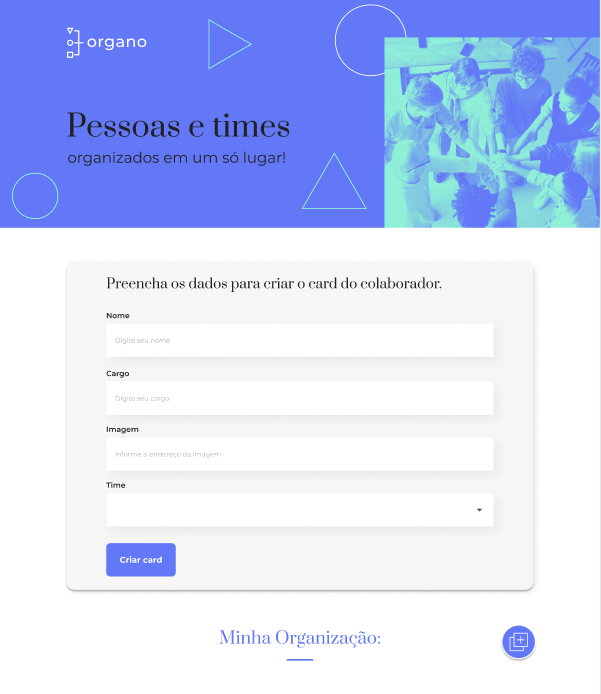 organo
Pessoas e times
organizados em um só lugar!
Preencha os dados para criar o card do colaborador.
Nome
Digite seu nome
Cargo
Digite seu cargo
Imagem
Informe o endereço da imagem
Time
Criar card
Minha Organização: